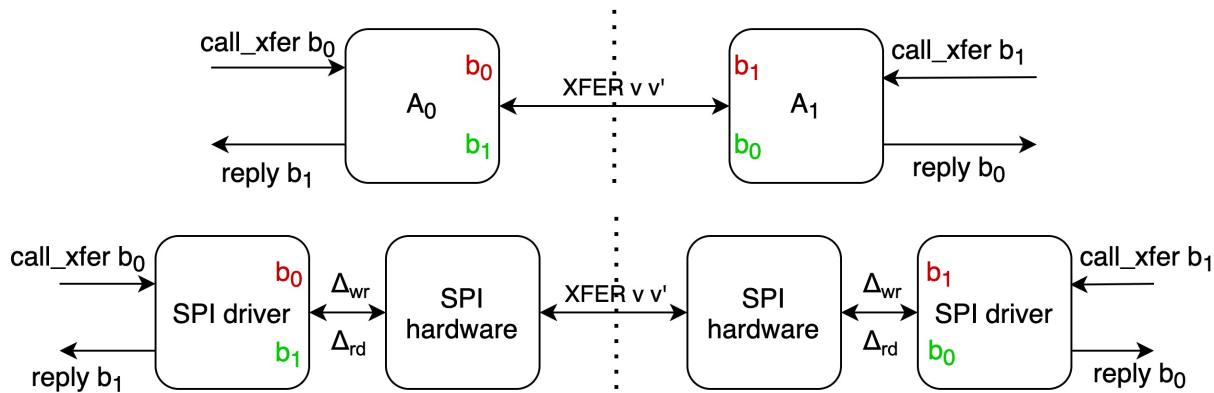 call_xfer b₀
b₀
A₀
b₁
reply b₁
XFER v v'
call_xfer b₁
b₁
A₁
b₀
reply b₀
call_xfer b₀
b₀
SPI driver
b₁
reply b₁
Δwr
Δrd
SPI
hardware
XFER v v'
SPI
hardware
Δwr
Δrd
call_xfer b₁
b₁
SPI driver
b₀
reply b₀